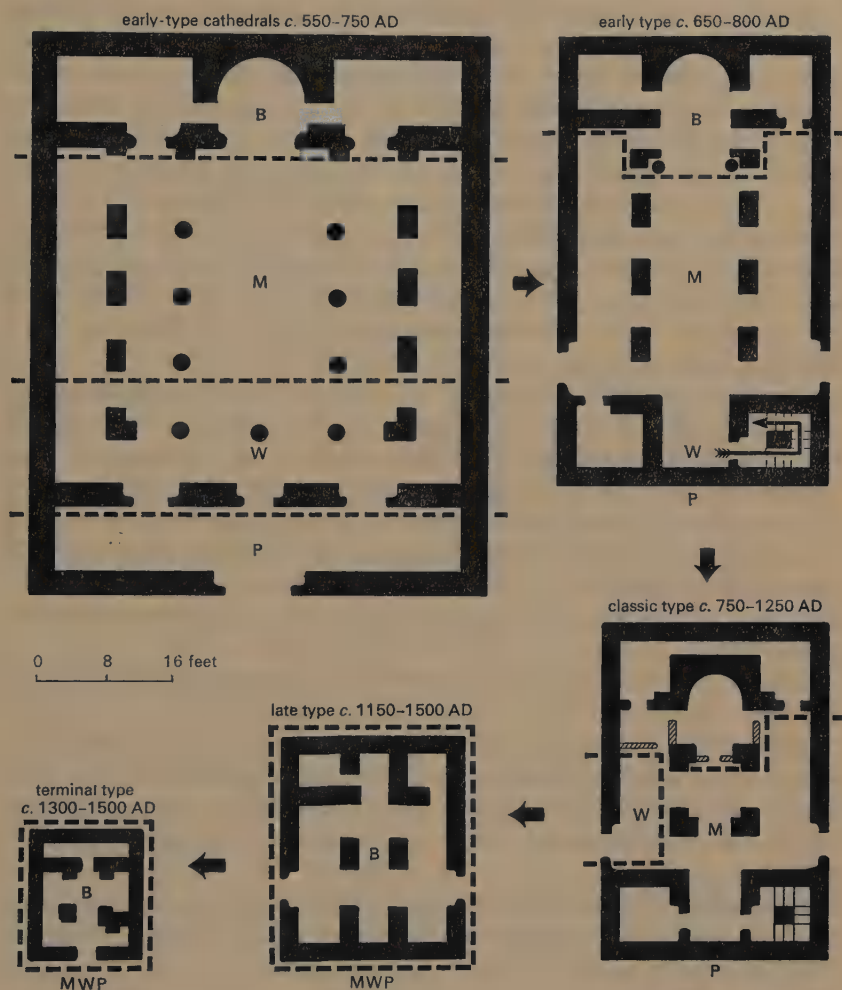 early-type cathedrals c. 550–750 AD
B
M
W
P
early type c. 650–800 AD
B
M
W
P
classic type c. 750–1250 AD
W
M
P
0 8 16 feet
late type c. 1150–1500 AD
B
MWP
terminal type
c. 1300–1500 AD
B
MWP